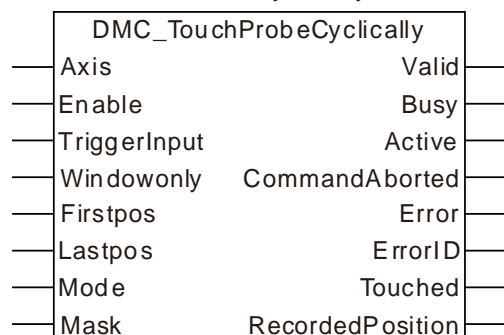 DMC_TouchProbeCyclically
Axis Valid
Enable Busy
TriggerInput Active
Windowonly CommandAborted
Firstpos Error
Lastpos ErrorID
Mode Touched
Mask RecordedPosition